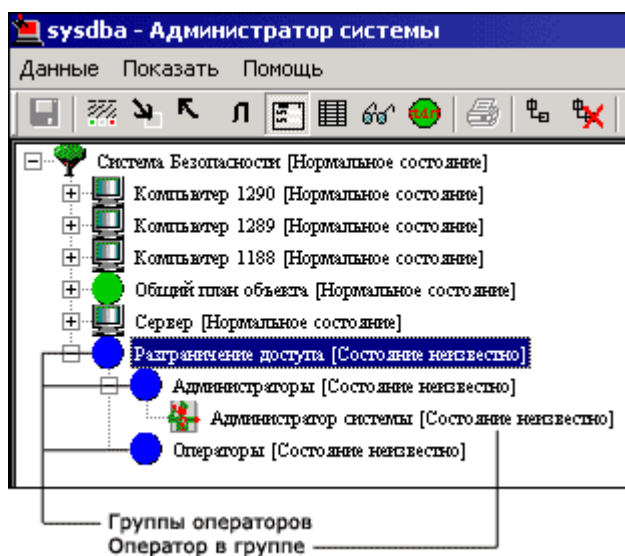 sysdba - Администратор системы
Данные Показать Помощь
Л
Система Безопасности [Нормальное состояние]
Компьютер 1290 [Нормальное состояние]
Компьютер 1289 [Нормальное состояние]
Компьютер 1188 [Нормальное состояние]
Общий план объекта [Нормальное состояние]
Сервер [Нормальное состояние]
Разграничение доступа [Состояние неизвестно]
Администраторы [Состояние неизвестно]
Администратор системы [Состояние неизвестно]
Операторы [Состояние неизвестно]
Группы операторов
Оператор в группе